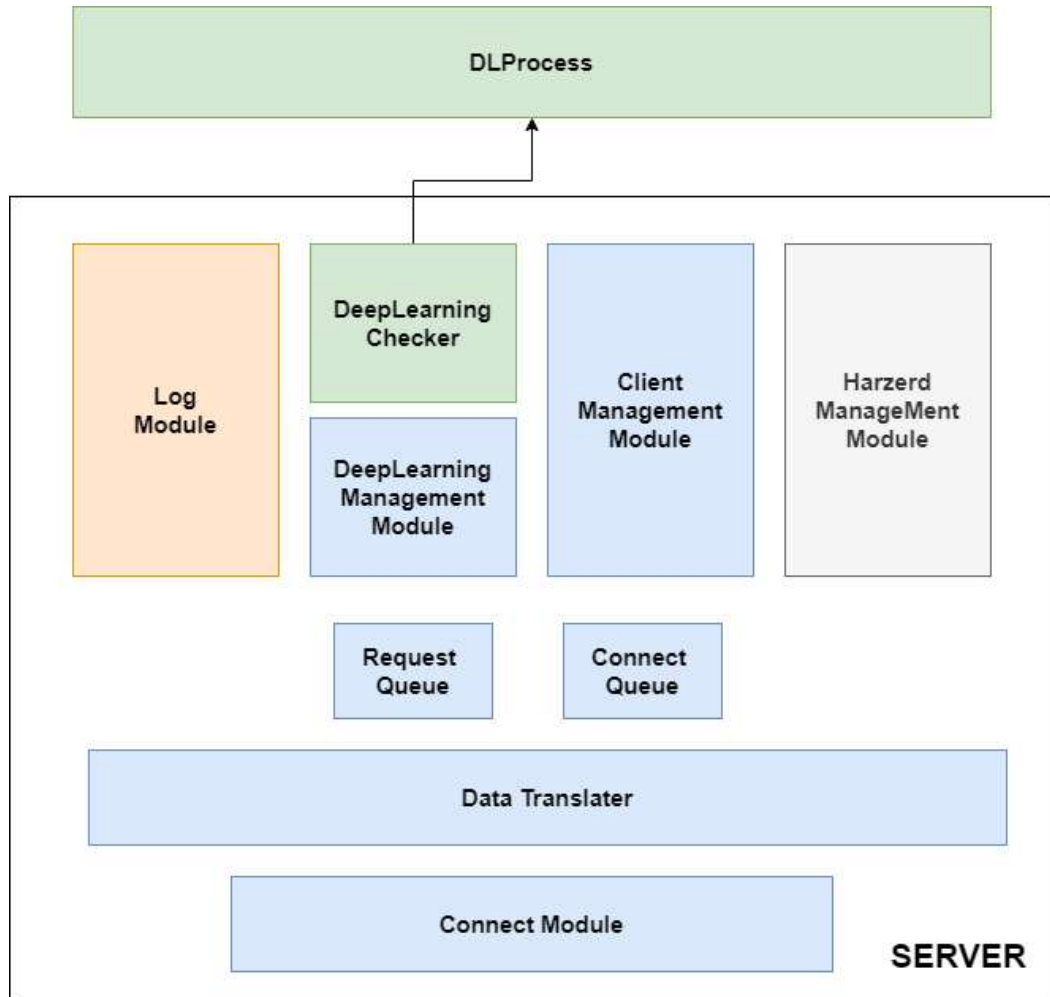 DLProcess
Log
Module
DeepLearning
Checker
DeepLearning
Management
Module
Client
Management
Module
Harzerd
ManageMent
Module
Request
Queue
Connect
Queue
Data Translater
Connect Module
SERVER